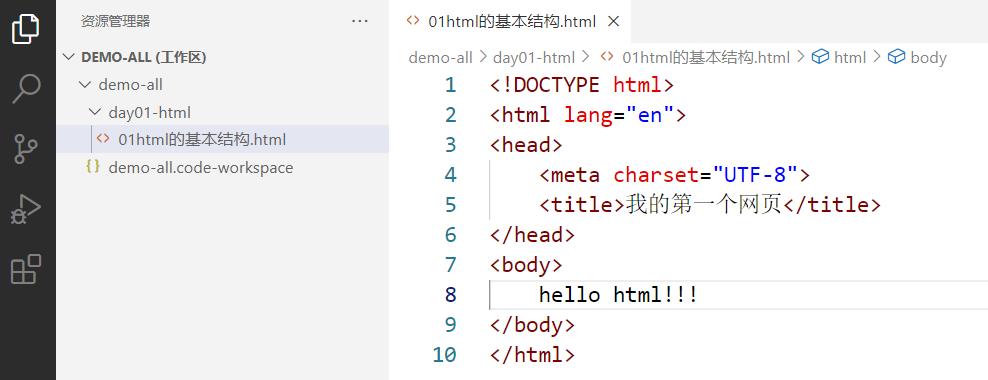 资源管理器 ···
DEMO-ALL (工作区)
demo-all
day01-html
<> 01html的基本结构.html
{} demo-all.code-workspace
<> 01html的基本结构.html ×
demo-all > day01-html > <> 01html的基本结构.html > html > body
1 <!DOCTYPE html>
2 <html lang="en">
3 <head>
4     <meta charset="UTF-8">
5     <title>我的第一个网页</title>
6 </head>
7 <body>
8     hello html!!!
9 </body>
10 </html>